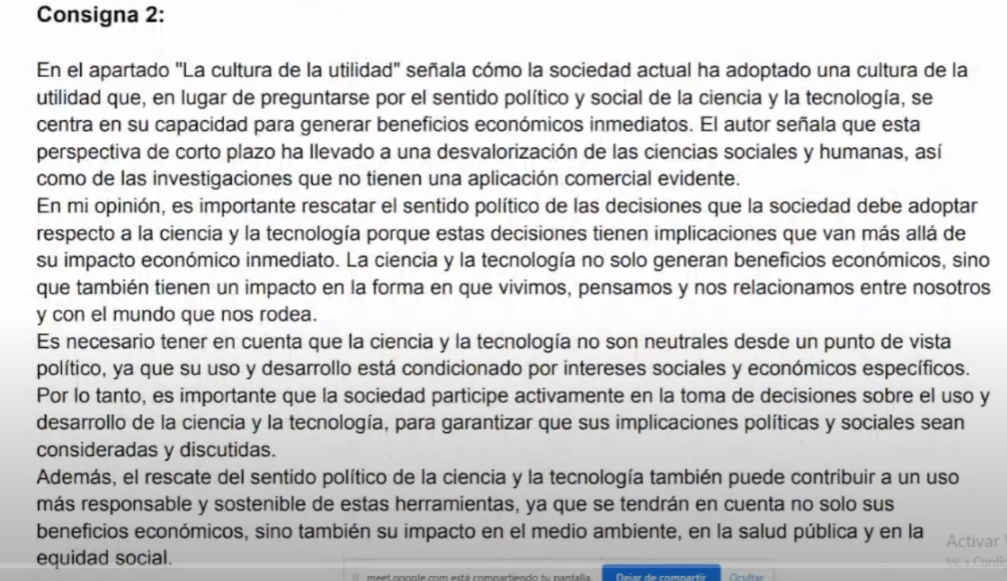 Consigna 2:
En el apartado "La cultura de la utilidad" señala cómo la sociedad actual ha adoptado una cultura de la
utilidad que, en lugar de preguntarse por el sentido político y social de la ciencia y la tecnología, se
centra en su capacidad para generar beneficios económicos inmediatos. El autor señala que esta
perspectiva de corto plazo ha llevado a una desvalorización de las ciencias sociales y humanas, así
como de las investigaciones que no tienen una aplicación comercial evidente.
En mi opinión, es importante rescatar el sentido político de las decisiones que la sociedad debe adoptar
respecto a la ciencia y la tecnología porque estas decisiones tienen implicaciones que van más allá de
su impacto económico inmediato. La ciencia y la tecnología no solo generan beneficios económicos, sino
que también tienen un impacto en la forma en que vivimos, pensamos y nos relacionamos entre nosotros
y con el mundo que nos rodea.
Es necesario tener en cuenta que la ciencia y la tecnología no son neutrales desde un punto de vista
político, ya que su uso y desarrollo está condicionado por intereses sociales y económicos específicos.
Por lo tanto, es importante que la sociedad participe activamente en la toma de decisiones sobre el uso y
desarrollo de la ciencia y la tecnología, para garantizar que sus implicaciones políticas y sociales sean
consideradas y discutidas.
Además, el rescate del sentido político de la ciencia y la tecnología también puede contribuir a un uso
más responsable y sostenible de estas herramientas, ya que se tendrán en cuenta no solo sus
beneficios económicos, sino también su impacto en el medio ambiente, en la salud pública y en la
equidad social.
Activar
meet.google.com está compartiendo tu pantalla. Dejar de compartir Ocultar